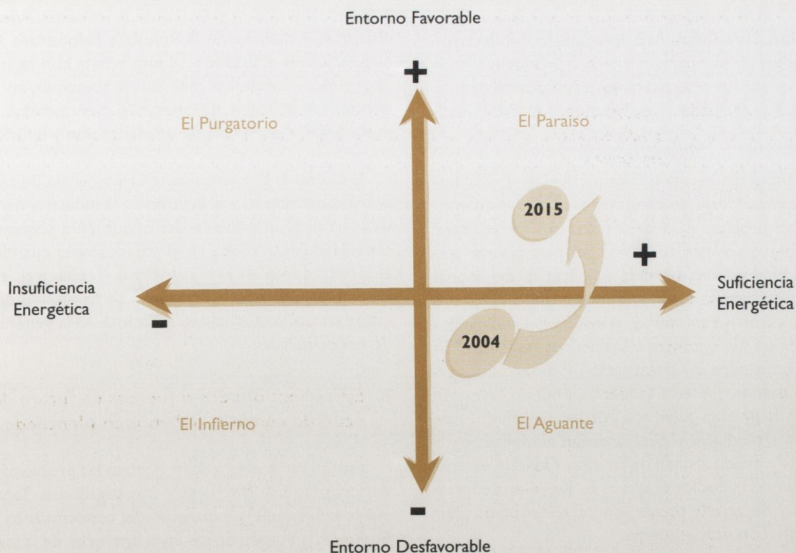 Entorno Favorable
+
El Purgatorio
El Paraiso
2015
+
Insuficiencia
Energética
Suficiencia
Energética
-
2004
El Infierno
El Aguante
-
Entorno Desfavorable